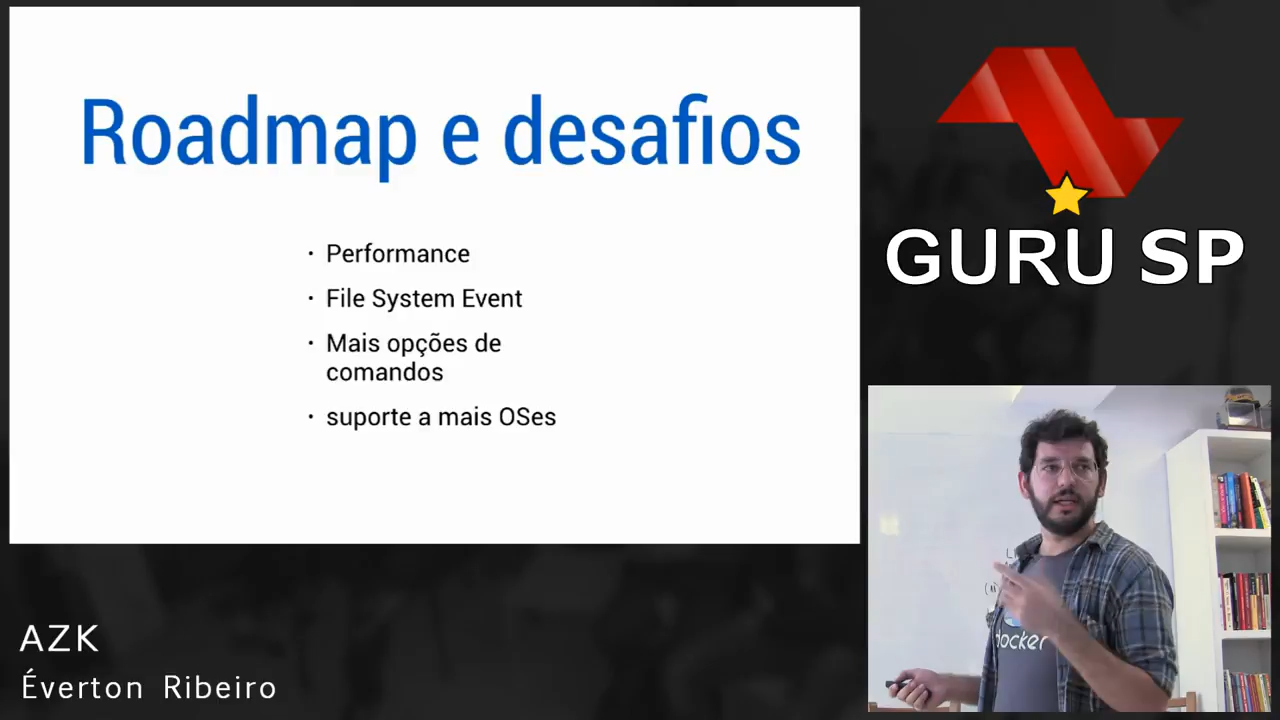 Roadmap e desafios
· Performance
· File System Event
· Mais opções de
comandos
· suporte a mais OSes
GURU SP
docker
AZK
Éverton Ribeiro